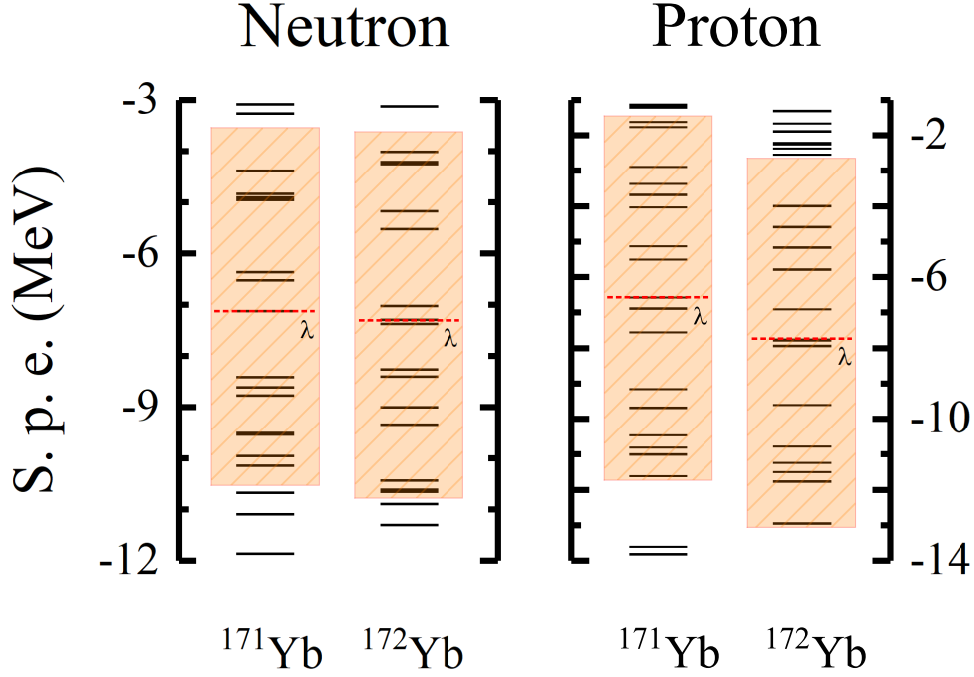 Neutron Proton
S. p. e. (MeV)
-3
-6
-9
-12
λ
λ
λ
λ
-2
-6
-10
-14
¹⁷¹Yb ¹⁷²Yb ¹⁷¹Yb ¹⁷²Yb